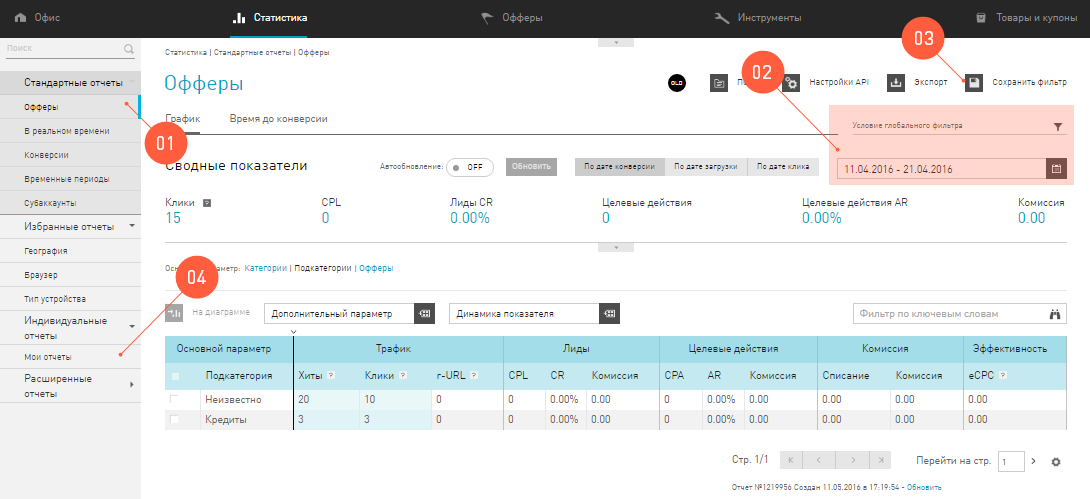 Офис Статистика Офферы Инструменты Товары и купоны
Поиск
Стандартные отчеты
Офферы
В реальном времени
Конверсии
Временные периоды
Субаккаунты
Избранные отчеты
География
Браузер
Тип устройства
Индивидуальные
отчеты
Мои отчеты
Расширенные
отчеты
01
02
03
04
Статистика | Стандартные отчеты | Офферы
Офферы
OLD Настройки API Экспорт Сохранить фильтр
График Время до конверсии
Условие глобального фильтра
11.04.2016 - 21.04.2016
Сводные показатели
Автообновление: OFF Обновить По дате конверсии По дате загрузки По дате клика
Клики ? CPL Лиды CR Целевые действия Целевые действия AR Комиссия
15 0 0.00% 0 0.00% 0.00
Категории | Подкатегории | Офферы
На диаграмме Дополнительный параметр Динамика показателя Фильтр по ключевым словам
Основной параметр Трафик Лиды Целевые действия Комиссия Эффективность
Подкатегория Хиты ? Клики ? r-URL ? CPL CR Комиссия CPA AR Комиссия Списание Комиссия eCPC ?
Неизвестно 20 10 0 0 0.00% 0.00 0 0.00% 0.00 0.00 0.00 0.00
Кредиты 3 3 0 0 0.00% 0.00 0 0.00% 0.00 0.00 0.00 0.00
Стр. 1/1 Перейти на стр. 1
Отчет №1219956 Создан 11.05.2016 в 17:19:54 - Обновить